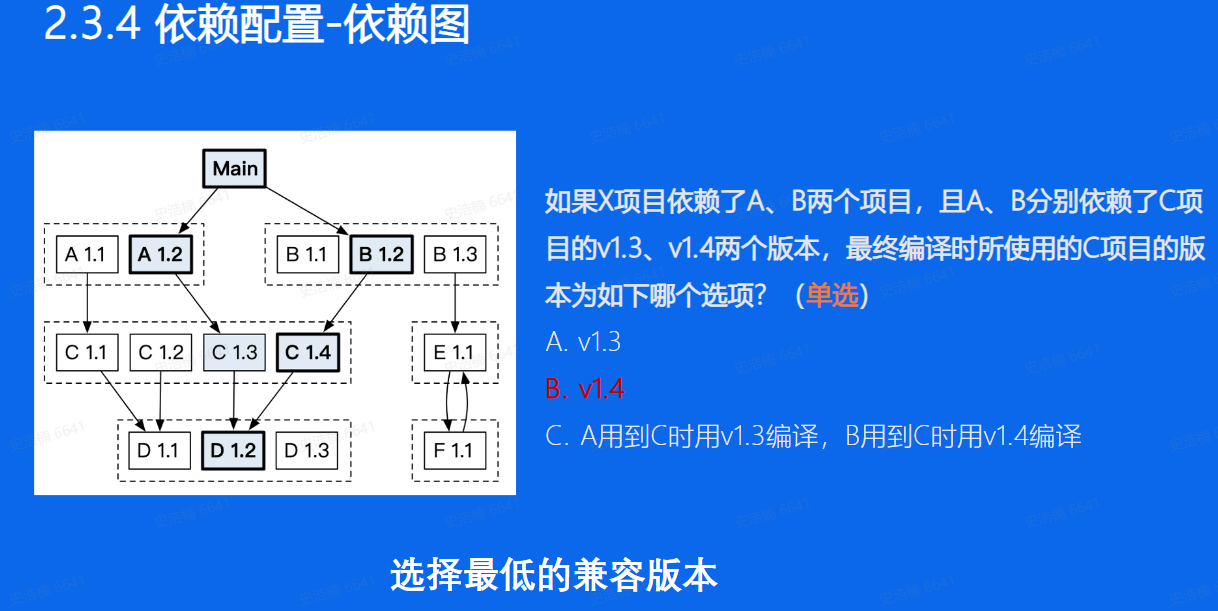 2.3.4 依赖配置-依赖图
Main
A 1.1 A 1.2 B 1.1 B 1.2 B 1.3
C 1.1 C 1.2 C 1.3 C 1.4 E 1.1
D 1.1 D 1.2 D 1.3 F 1.1
如果X项目依赖了A、B两个项目，且A、B分别依赖了C项
目的v1.3、v1.4两个版本，最终编译时所使用的C项目的版
本为如下哪个选项？（单选）
A. v1.3
B. v1.4
C. A用到C时用v1.3编译，B用到C时用v1.4编译
选择最低的兼容版本